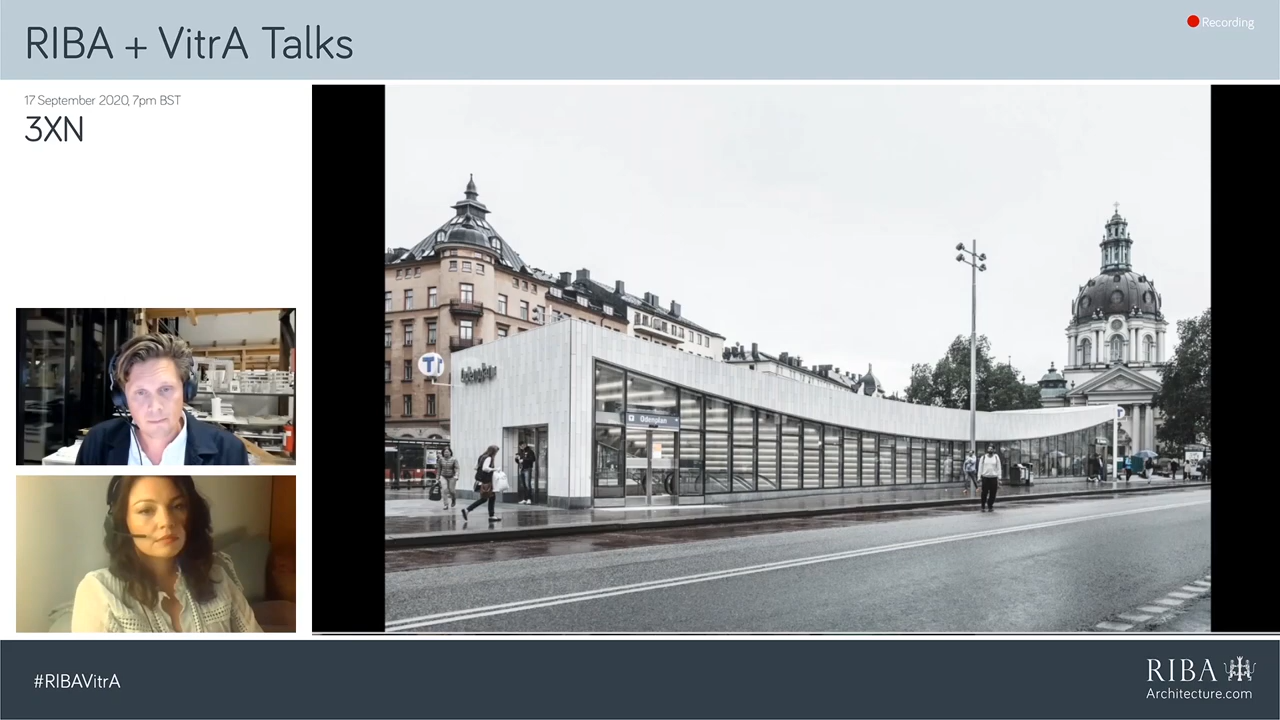 RIBA + VitrA Talks
Recording
17 September 2020, 7pm BST
3XN
T
Odenplan
T
#RIBAVitrA
RIBA
Architecture.com